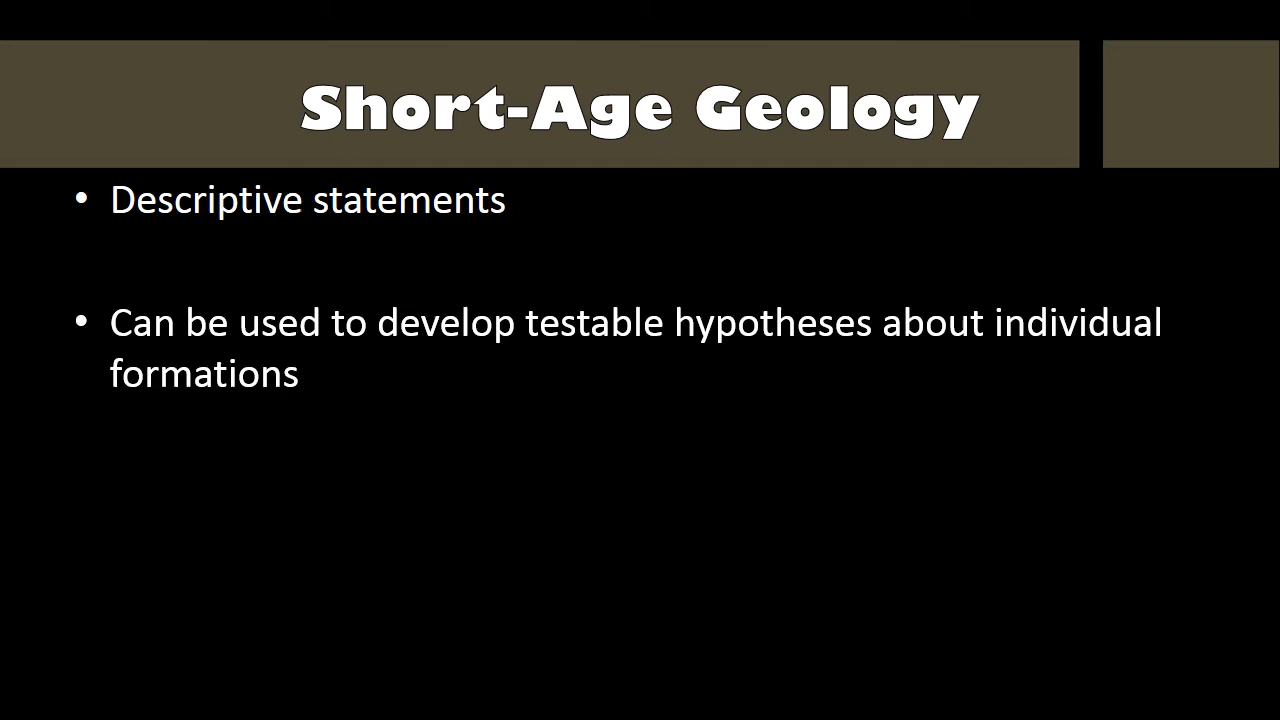 Short-Age Geology
• Descriptive statements
• Can be used to develop testable hypotheses about individual
formations